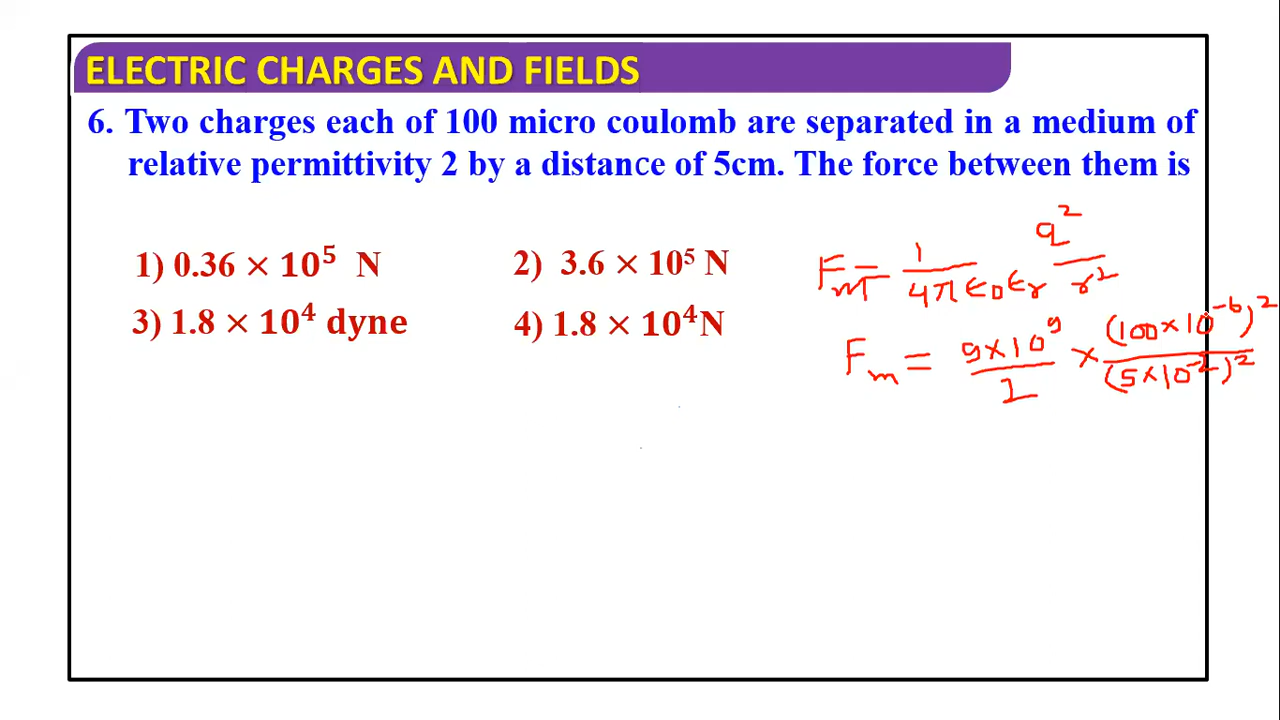 ELECTRIC CHARGES AND FIELDS
6. Two charges each of 100 micro coulomb are separated in a medium of
relative permittivity 2 by a distance of 5cm. The force between them is
1) 0.36 × 10⁵ N
2) 3.6 × 10⁵ N
3) 1.8 × 10⁴ dyne
4) 1.8 × 10⁴N
Fₘ = 1/4π∈₀∈ᵣ q²/r²
Fₘ = 9×10⁹/2 × (100×10⁻⁶)²/(5×10⁻²)²